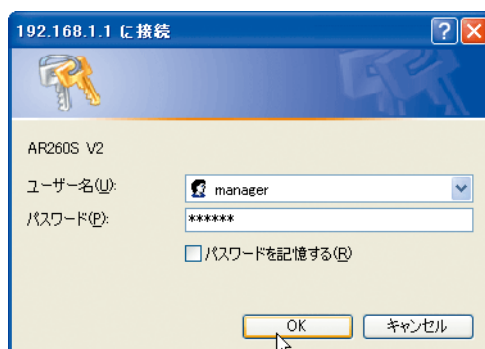 192.168.1.1 に接続
AR260S V2
ユーザー名(U):
manager
パスワード(P):
******
パスワードを記憶する(R)
OK
キャンセル